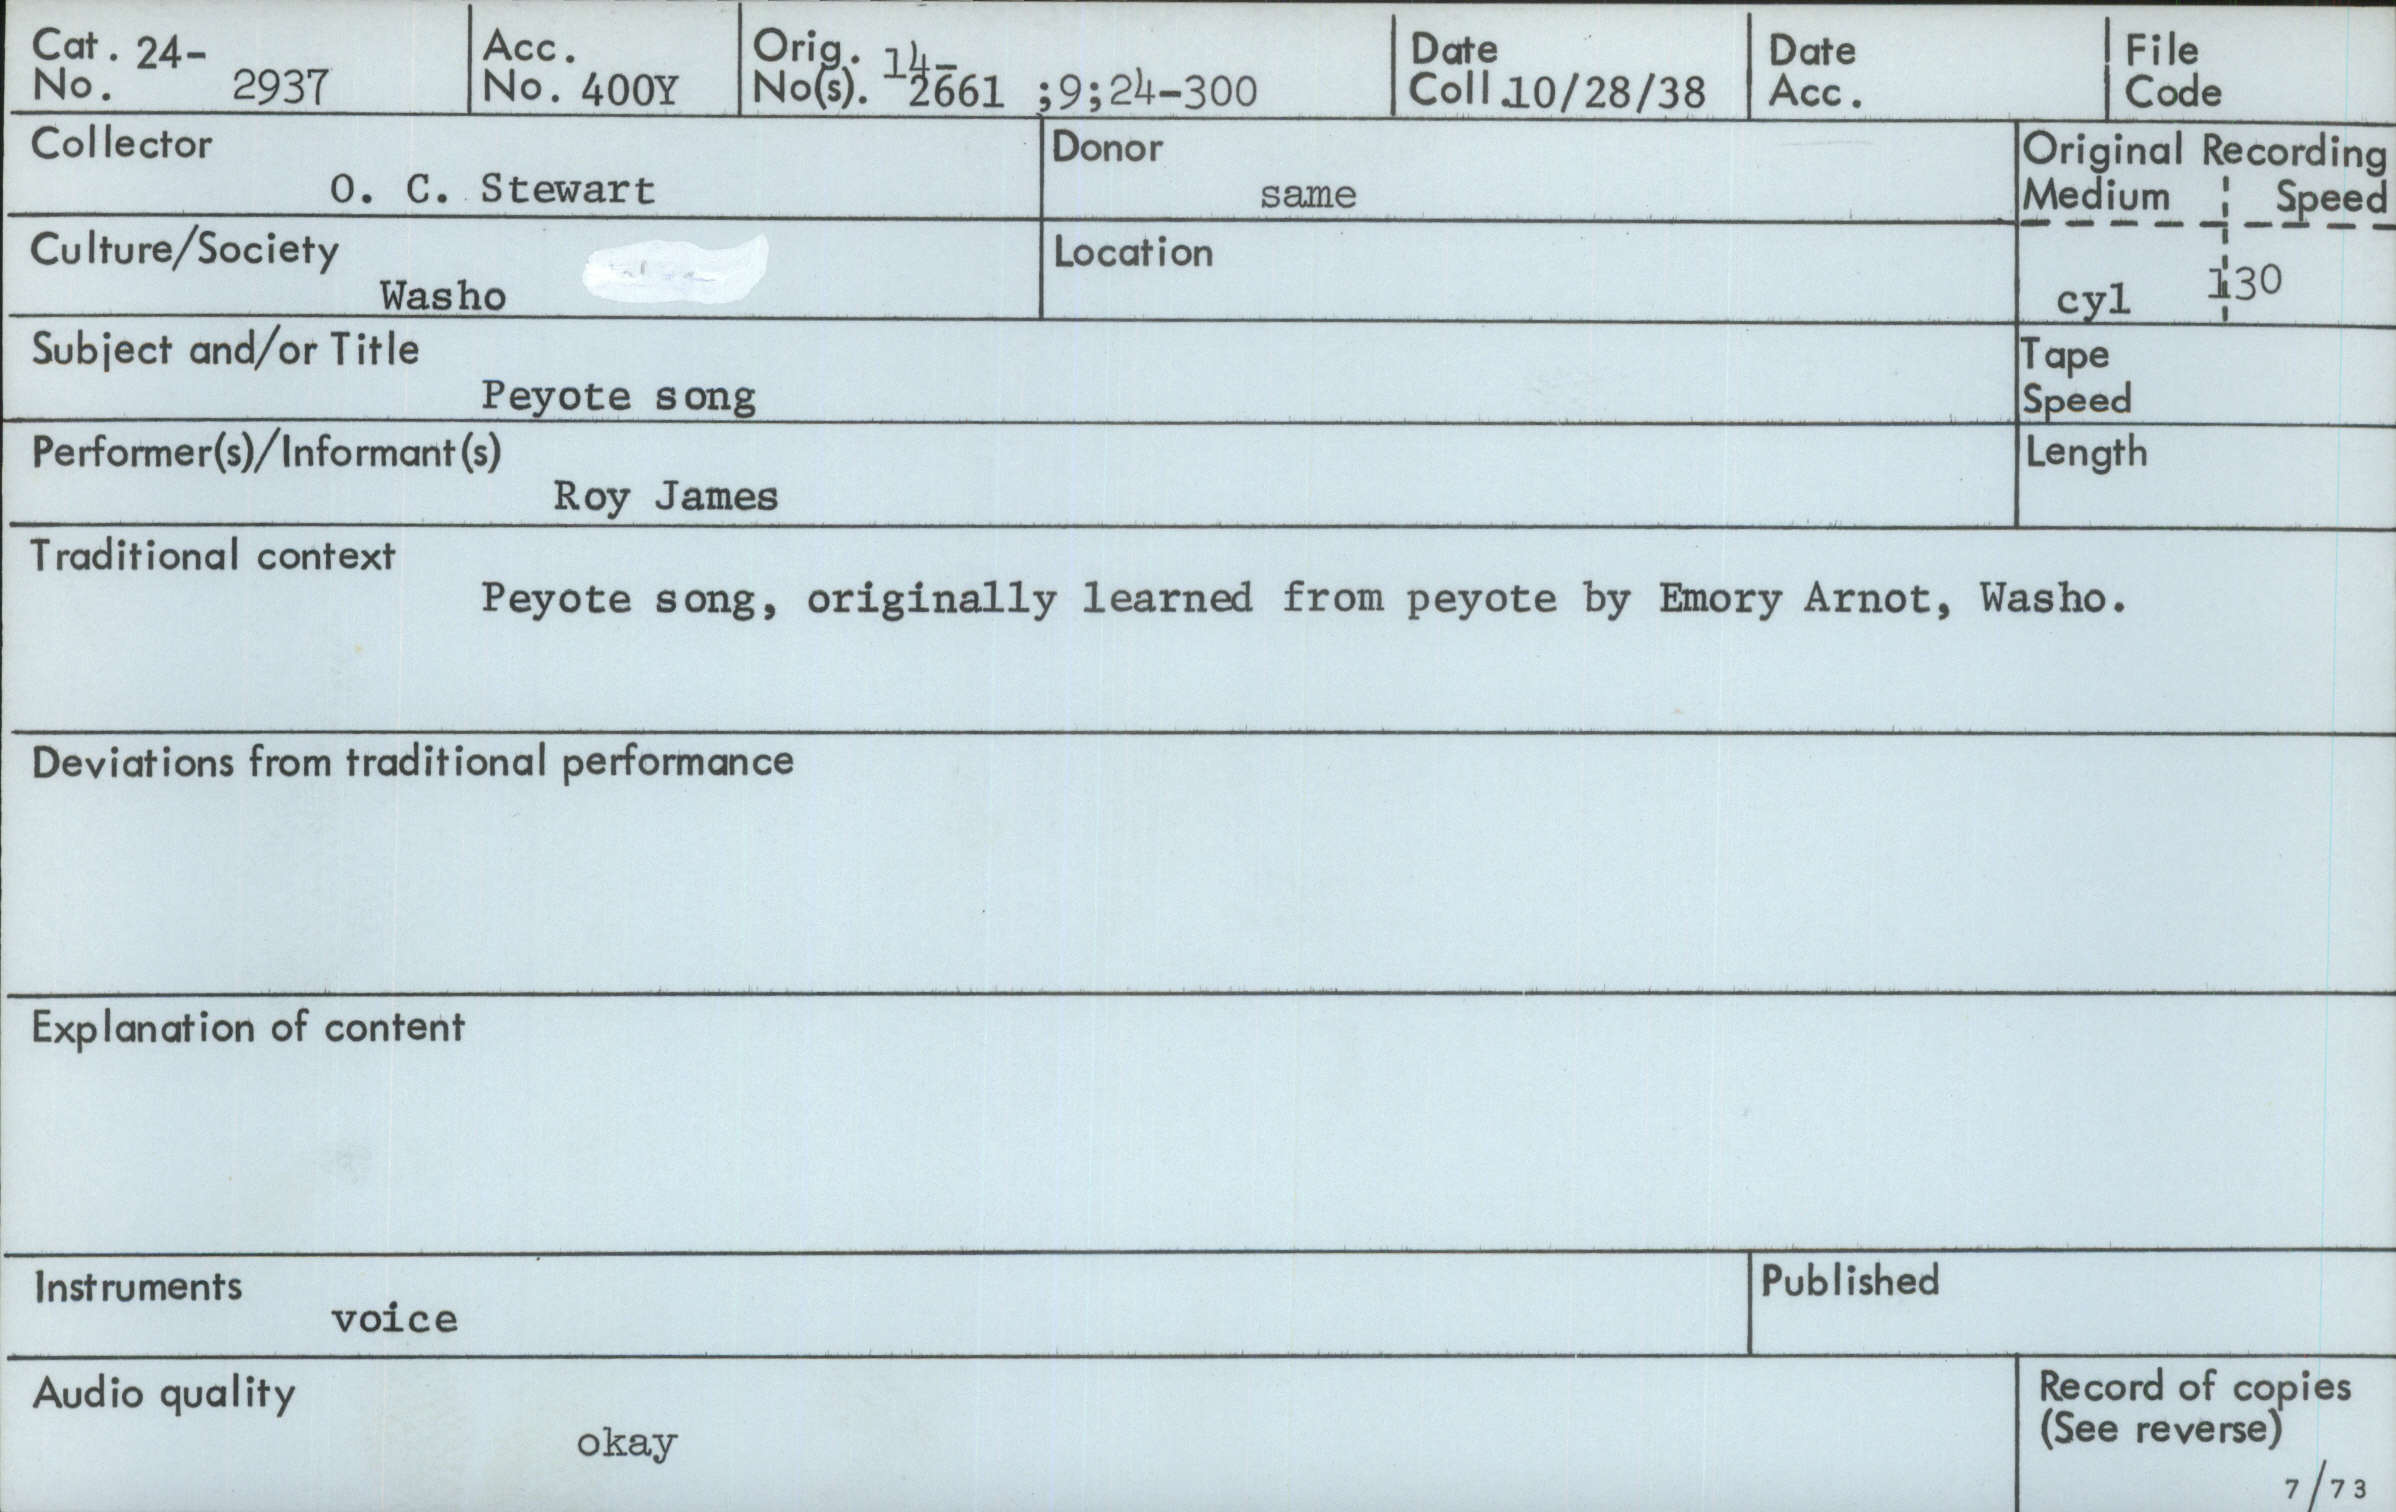 Cat. 24- Acc. Orig. 14- Date Date File
No. 2937 No. 400Y No(s). 2661 ;9;24-300 Coll. 10/28/38 Acc. Code
Collector Donor Original Recording
O. C. Stewart same Medium Speed
Culture/Society Location
Washo cyl 130
Subject and/or Title Tape
Peyote song Speed
Performer(s)/Informant(s) Length
Roy James
Traditional context
Peyote song, originally learned from peyote by Emory Arnot, Washo.
Deviations from traditional performance
Explanation of content
Instruments Published
voice
Audio quality Record of copies
okay (See reverse)
7/73